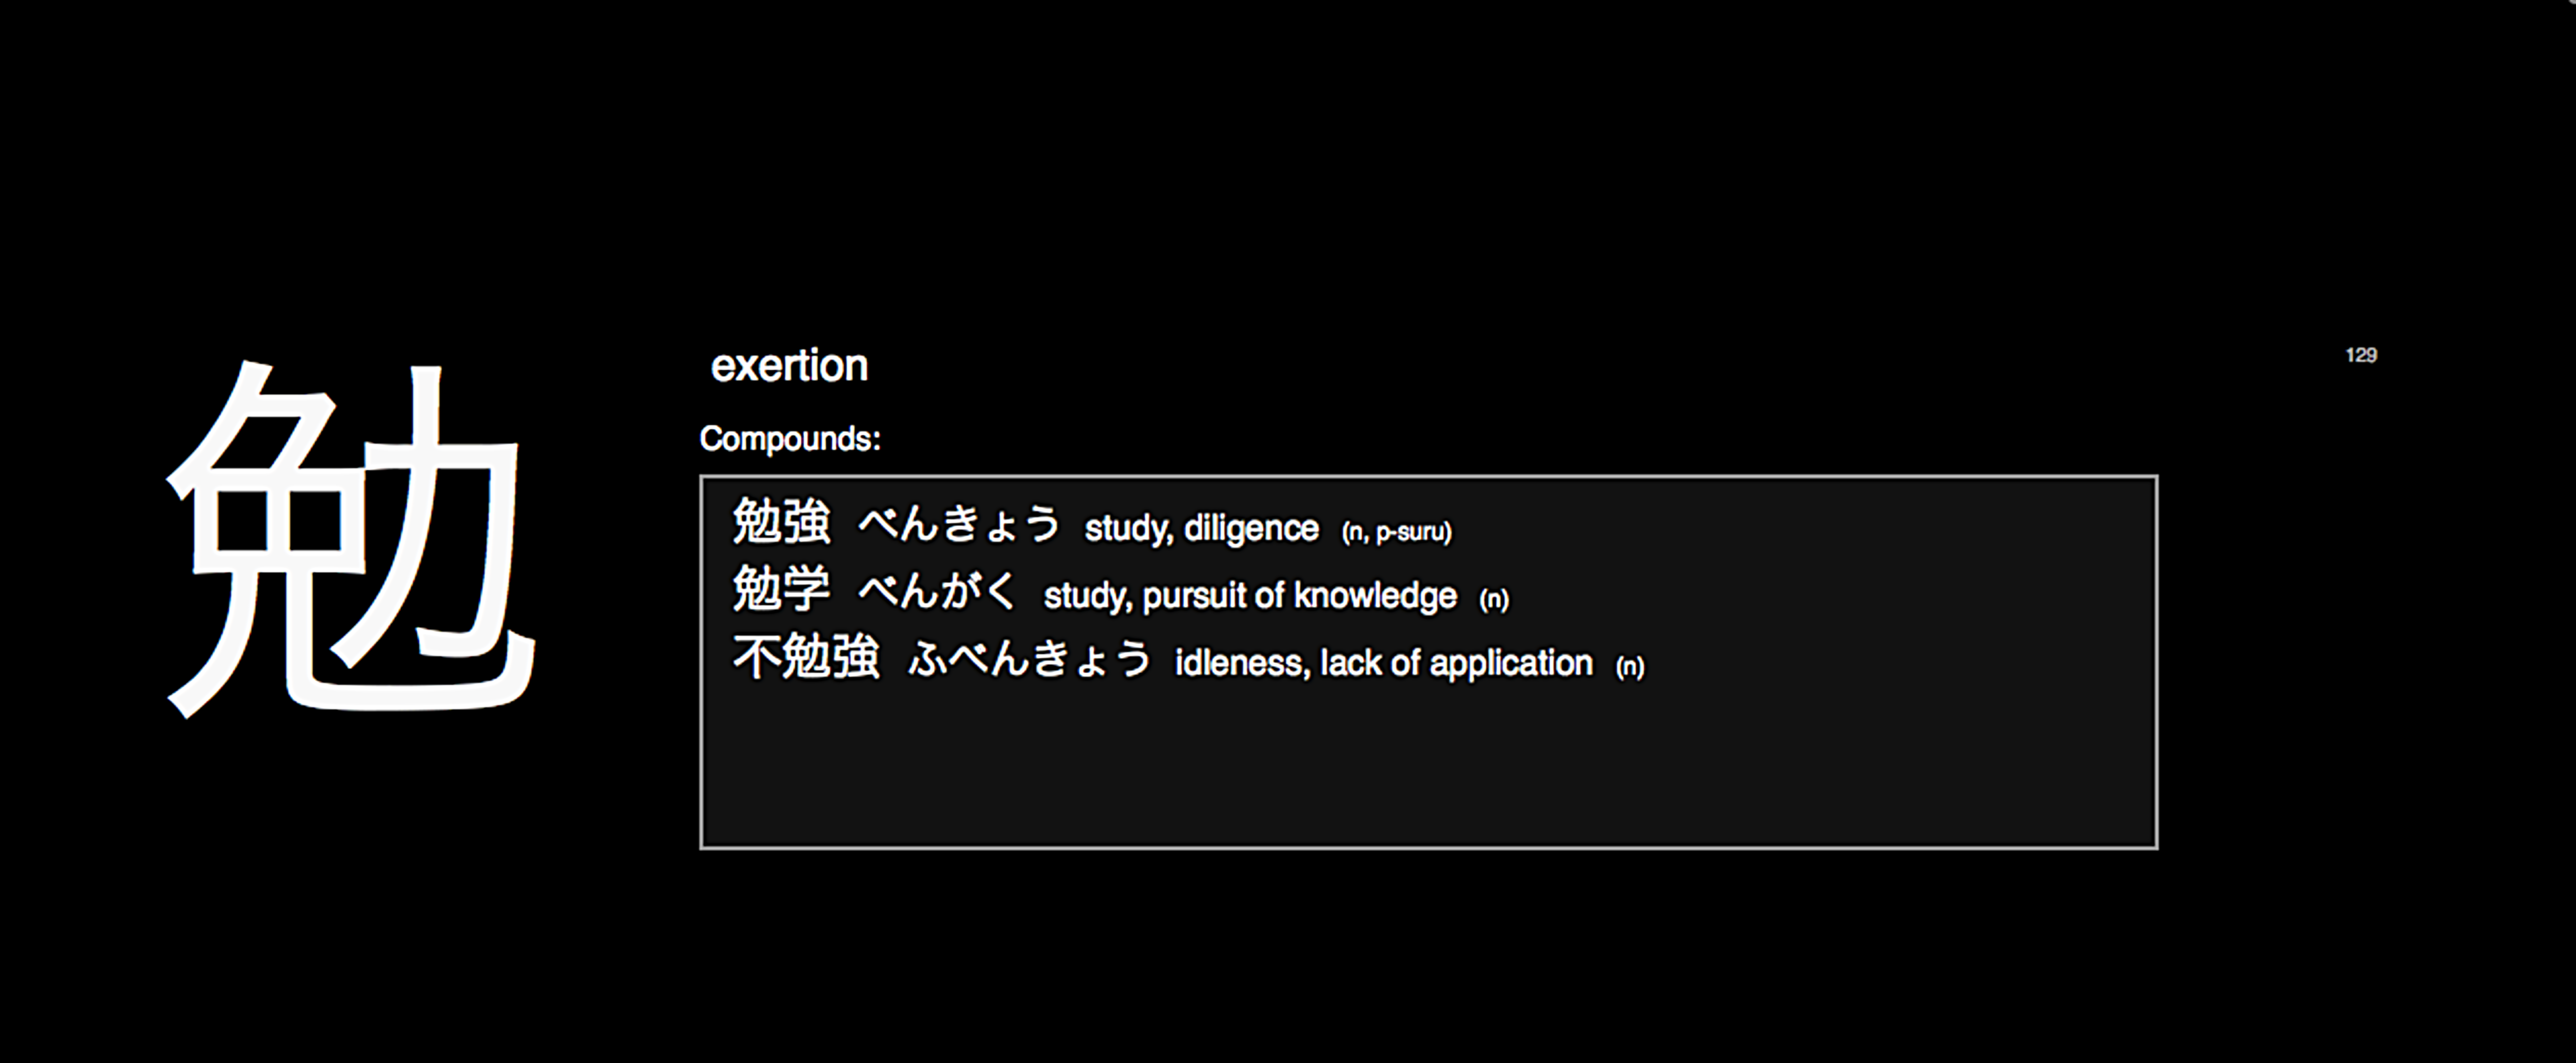 勉
exertion
129
Compounds:
勉強 べんきょう study, diligence (n, p-suru)
勉学 べんがく study, pursuit of knowledge (n)
不勉強 ふべんきょう idleness, lack of application (n)